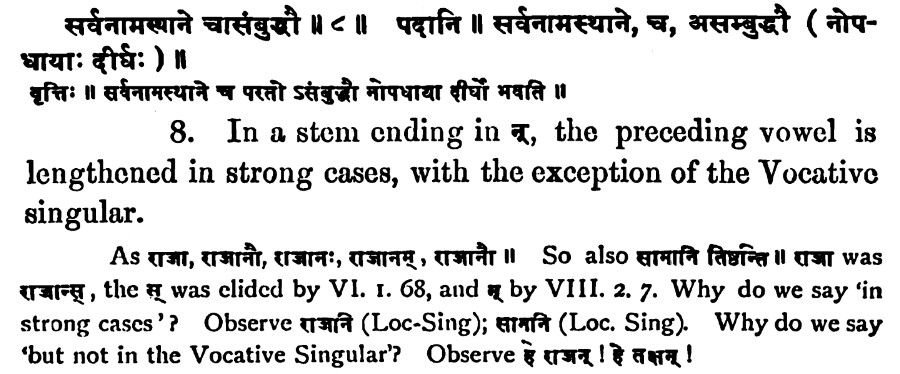 सर्वनामस्थाने चासंबुद्धौ ॥ ८ ॥ पदानि ॥ सर्वनामस्थाने, च, असम्बुद्धौ ( नोप-
धायाः दीर्घः ) ॥
वृत्तिः ॥ सर्वनामस्थाने च परतो ऽसंबुद्धौ नोपधाया दीर्घो भवति ॥
8. In a stem ending in न्, the preceding vowel is
lengthened in strong cases, with the exception of the Vocative
singular.
As राजा, राजानौ, राजानः, राजानम्, राजानौ ॥ So also सामानि तिष्ठन्ति ॥ राजा was
राजान्स्, the स् was elided by VI. 1. 68, and न् by VIII. 2. 7. Why do we say 'in
strong cases'? Observe राजनि (Loc-Sing); सामनि (Loc. Sing). Why do we say
'but not in the Vocative Singular'? Observe हे राजन् ! हे तक्षन् !